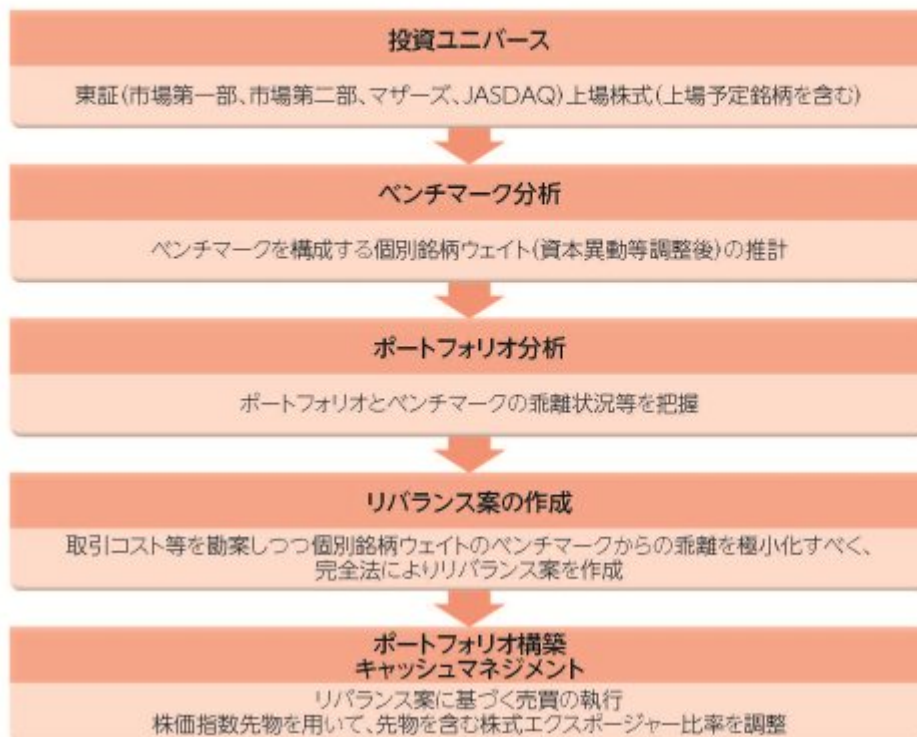 投資ユニバース
東証(市場第一部、市場第二部、マザーズ、JASDAQ)上場株式(上場予定銘柄を含む)
ベンチマーク分析
ベンチマークを構成する個別銘柄ウェイト(資本異動等調整後)の推計
ポートフォリオ分析
ポートフォリオとベンチマークの乖離状況等を把握
リバランス案の作成
取引コスト等を勘案しつつ個別銘柄ウェイトのベンチマークからの乖離を極小化すべく、
完全法によりリバランス案を作成
ポートフォリオ構築
キャッシュマネジメント
リバランス案に基づく売買の執行
株価指数先物を用いて、先物を含む株式エクスポージャー比率を調整